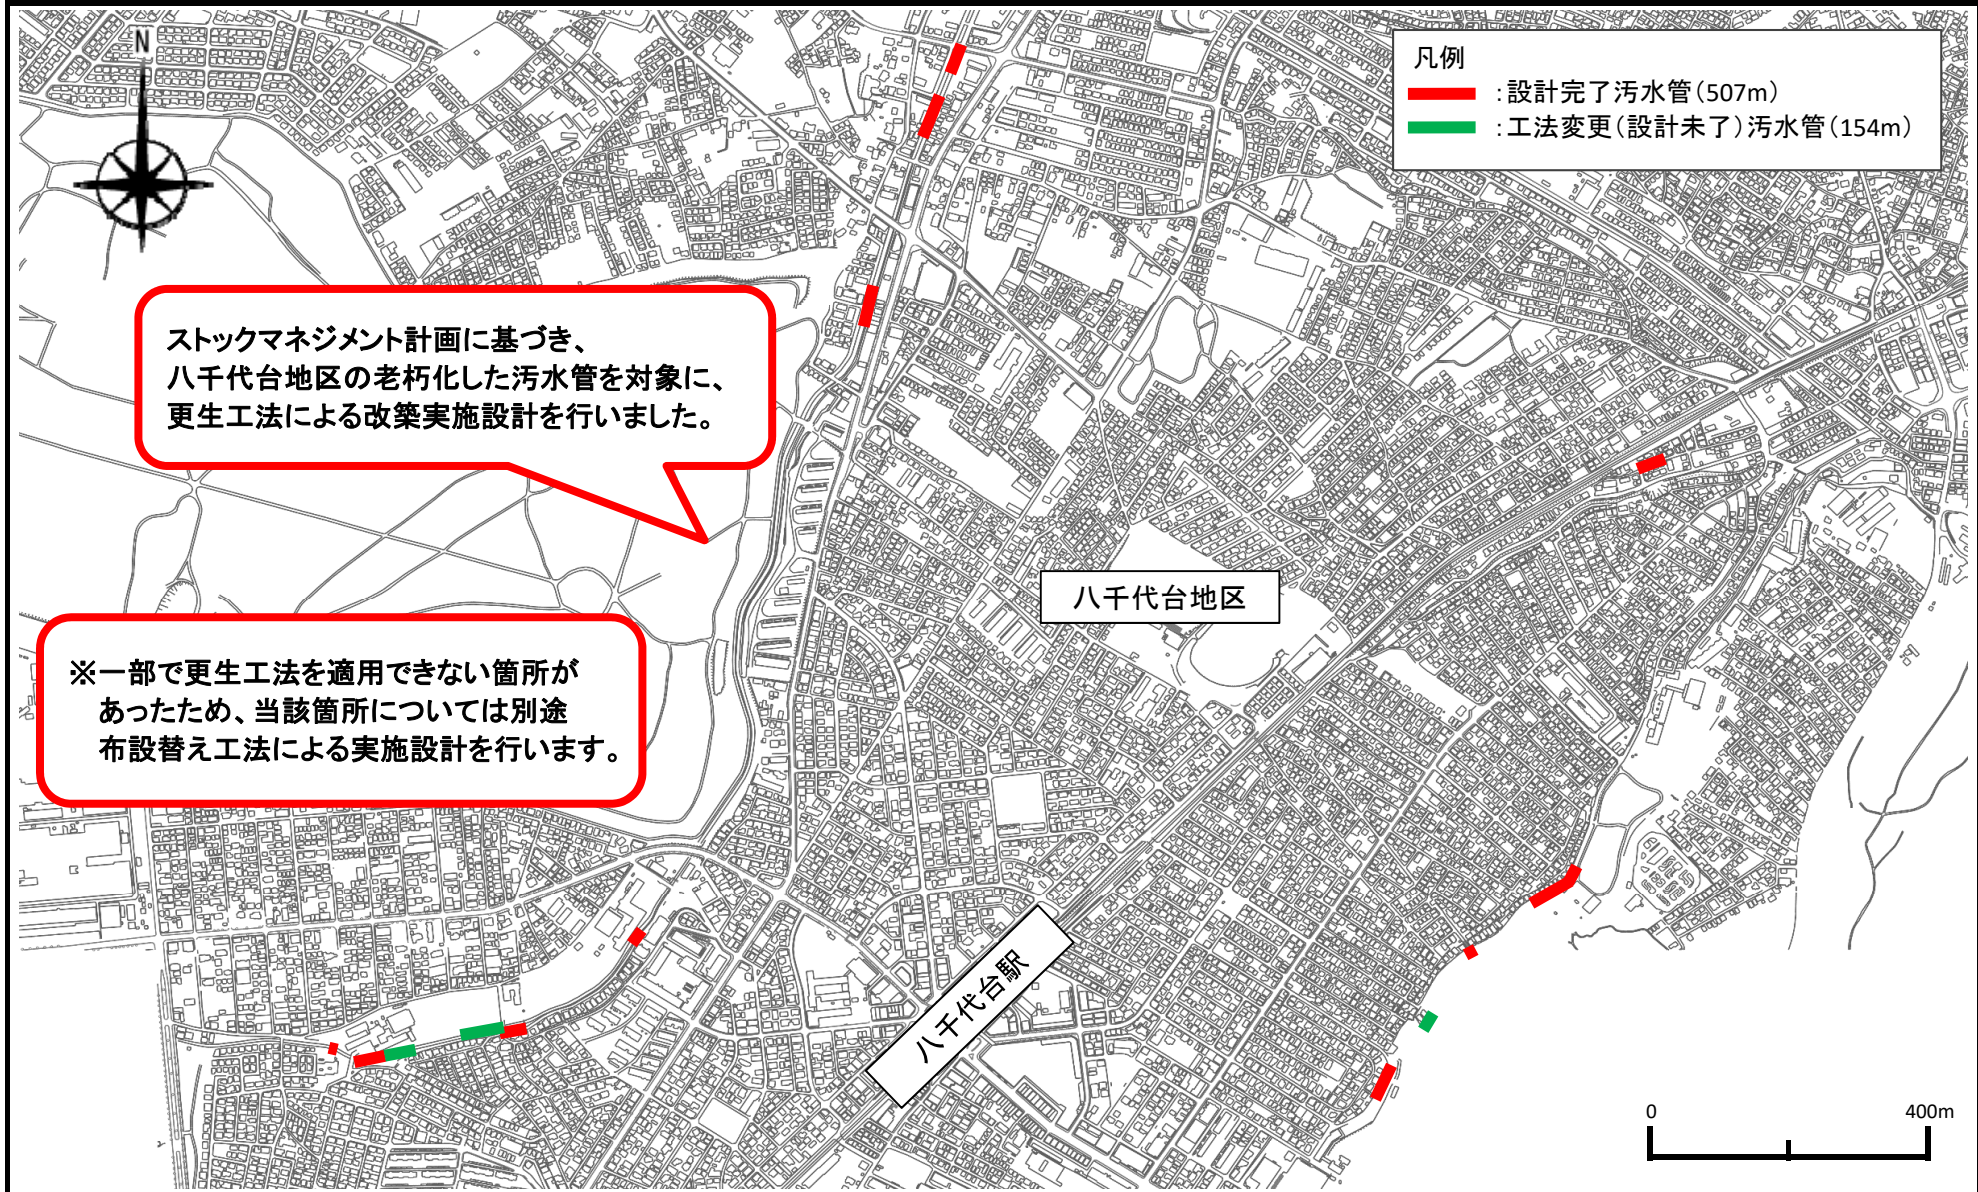 N
凡例
：設計完了汚水管（507m）
：工法変更（設計未了）汚水管（154m）
ストックマネジメント計画に基づき、
八千代台地区の老朽化した汚水管を対象に、
更生工法による改築実施設計を行いました。
八千代台地区
※一部で更生工法を適用できない箇所が
あったため、当該箇所については別途
布設替え工法による実施設計を行います。
八千代台駅
0
400m